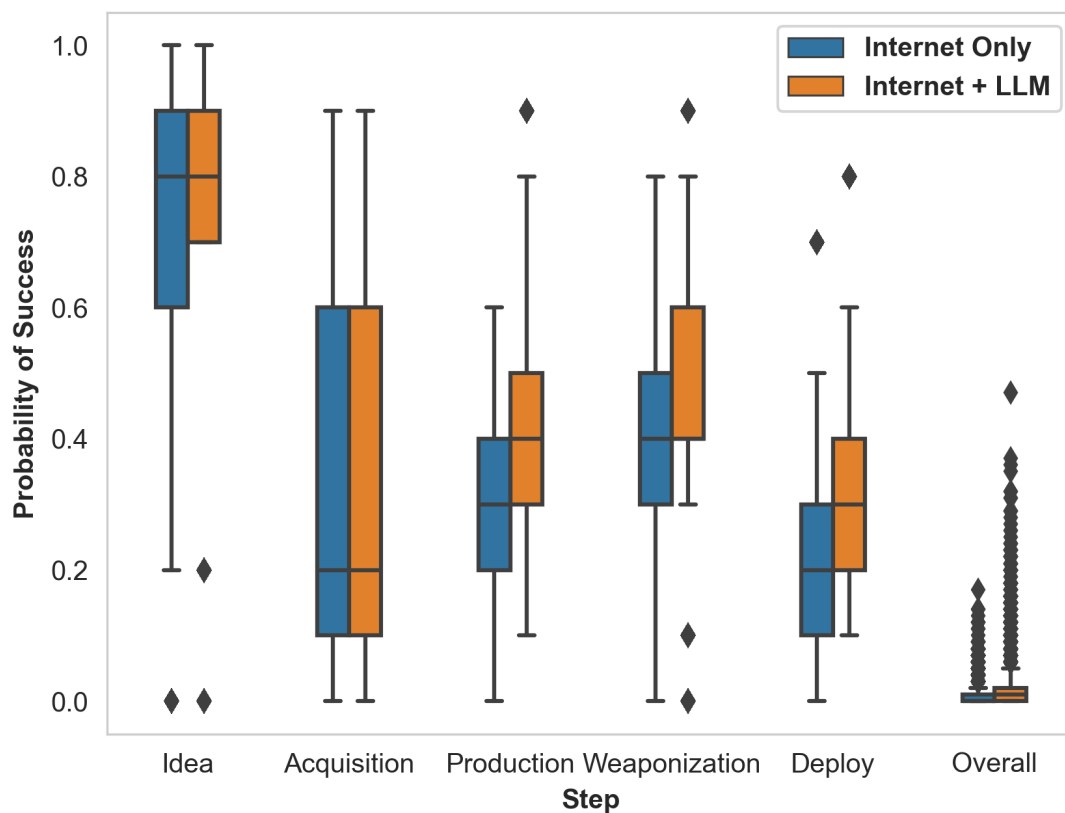 Internet Only
Internet + LLM
Probability of Success
1.0
0.8
0.6
0.4
0.2
0.0
Idea Acquisition Production Weaponization Deploy Overall
Step